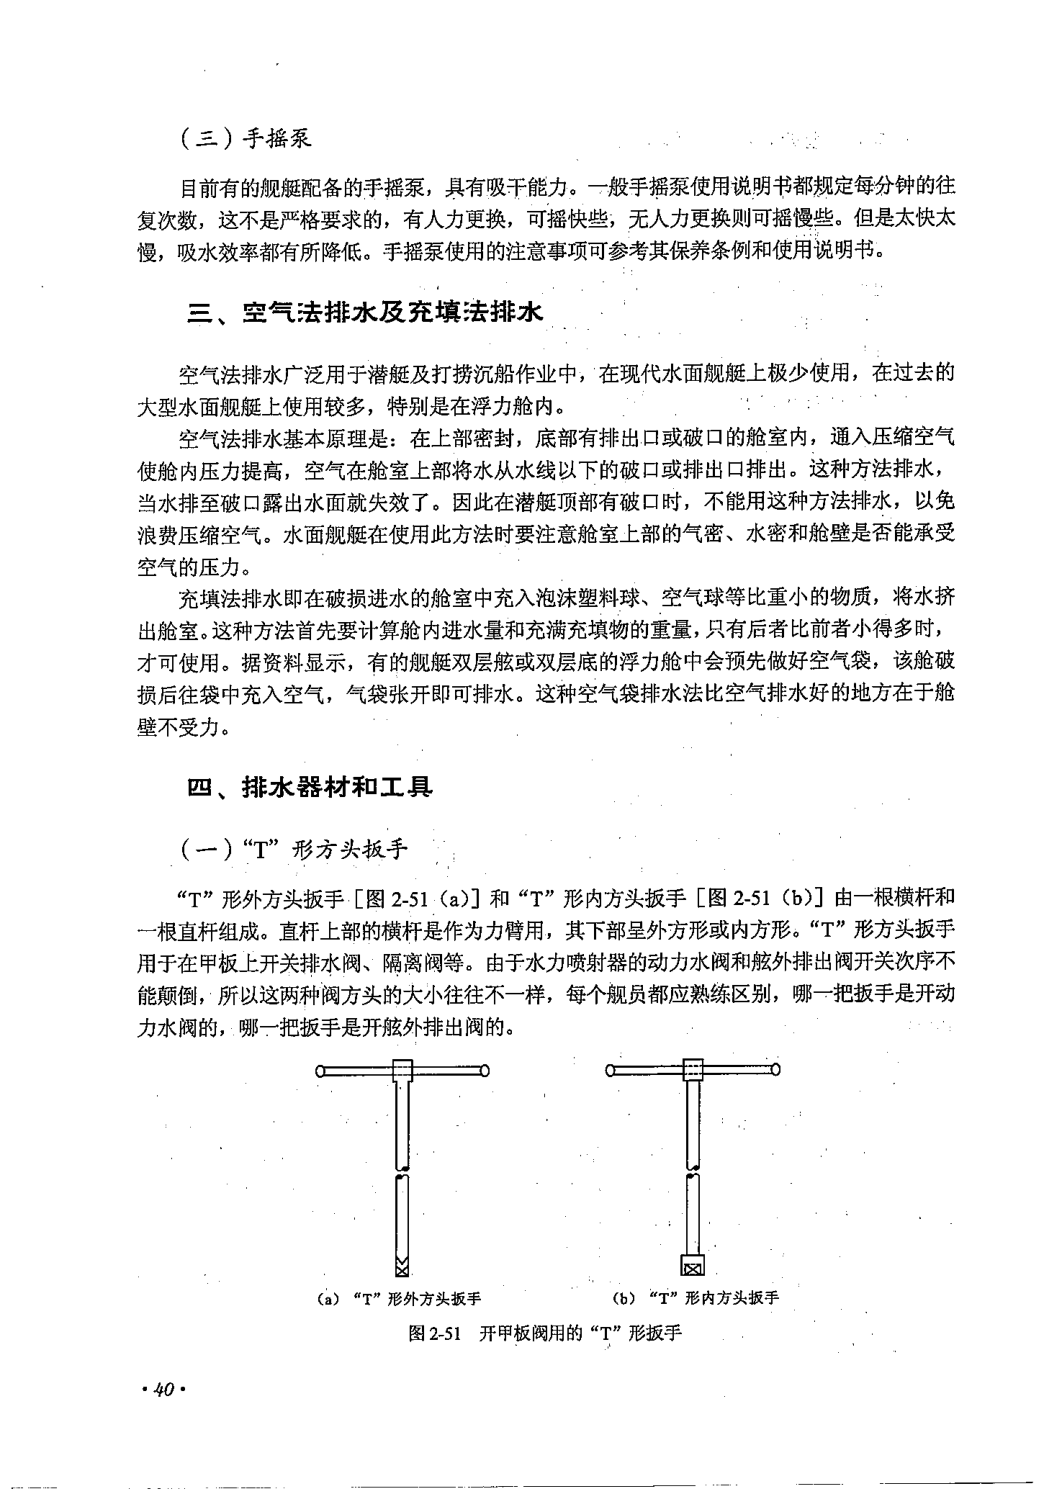 （三）手摇泵
目前有的舰艇配备的手摇泵，具有吸干能力。一般手摇泵使用说明书都规定每分钟的往
复次数，这不是严格要求的，有人力更换，可摇快些，无人力更换则可摇慢些。但是太快太
慢，吸水效率都有所降低。手摇泵使用的注意事项可参考其保养条例和使用说明书。
三、空气法排水及充填法排水
空气法排水广泛用于潜艇及打捞沉船作业中，在现代水面舰艇上极少使用，在过去的
大型水面舰艇上使用较多，特别是在浮力舱内。
空气法排水基本原理是：在上部密封，底部有排出口或破口的舱室内，通入压缩空气
使舱内压力提高，空气在舱室上部将水从水线以下的破口或排出口排出。这种方法排水，
当水排至破口露出水面就失效了。因此在潜艇顶部有破口时，不能用这种方法排水，以免
浪费压缩空气。水面舰艇在使用此方法时要注意舱室上部的气密、水密和舱壁是否能承受
空气的压力。
充填法排水即在破损进水的舱室中充入泡沫塑料球、空气球等比重小的物质，将水挤
出舱室。这种方法首先要计算舱内进水量和充满充填物的重量，只有后者比前者小得多时，
才可使用。据资料显示，有的舰艇双层舷或双层底的浮力舱中会预先做好空气袋，该舱破
损后往袋中充入空气，气袋张开即可排水。这种空气袋排水法比空气排水好的地方在于舱
壁不受力。
四、排水器材和工具
（一）“T”形方头扳手
“T”形外方头扳手［图 2-51（a）］和“T”形内方头扳手［图 2-51（b）］由一根横杆和
一根直杆组成。直杆上部的横杆是作为力臂用，其下部呈外方形或内方形。“T”形方头扳手
用于在甲板上开关排水阀、隔离阀等。由于水力喷射器的动力水阀和舷外排出阀开关次序不
能颠倒，所以这两种阀方头的大小往往不一样，每个舰员都应熟练区别，哪一把扳手是开动
力水阀的，哪一把扳手是开舷外排出阀的。
（a）“T”形外方头扳手
（b）“T”形内方头扳手
图 2-51 开甲板阀用的“T”形扳手
·40·